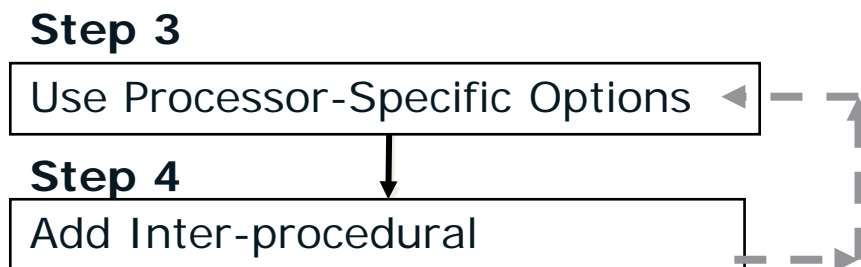 Step 3
Use Processor-Specific Options
Step 4
Add Inter-procedural